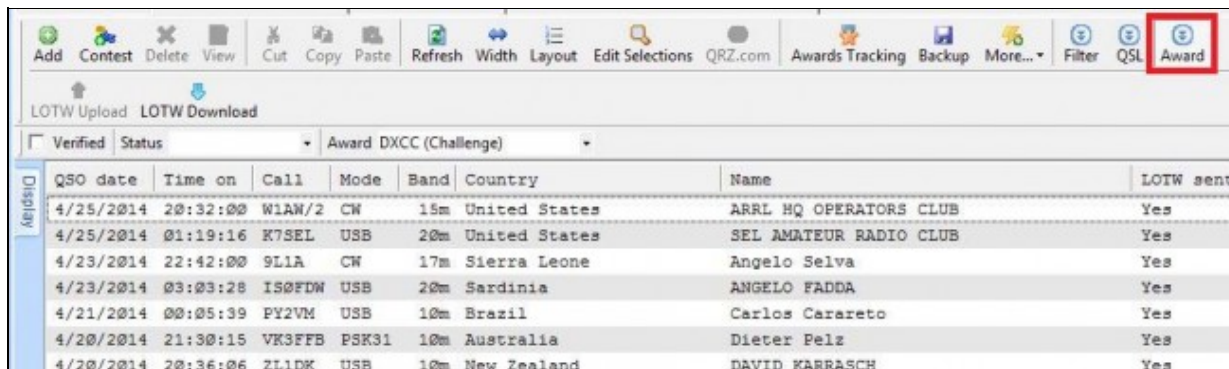 Add Contest Delete View Cut Copy Paste Refresh Width Layout Edit Selections QRZ.com Awards Tracking Backup More... Filter QSL Award
LOTW Upload LOTW Download
Verified Status Award DXCC (Challenge)
Display
QSO date Time on Call Mode Band Country Name LOTW sent
4/25/2014 20:32:00 W1AW/2 CW 15m United States ARRL HQ OPERATORS CLUB Yes
4/25/2014 01:19:16 K7SEL USB 20m United States SEL AMATEUR RADIO CLUB Yes
4/23/2014 22:42:00 9L1A CW 17m Sierra Leone Angelo Selva Yes
4/23/2014 03:03:28 IS0FDW USB 20m Sardinia ANGELO FADDA Yes
4/21/2014 00:05:39 PY2VM USB 10m Brazil Carlos Carareto Yes
4/20/2014 21:30:15 VK3FFB PSK31 10m Australia Dieter Pelz Yes
4/20/2014 20:36:06 ZL1DK USB 10m New Zealand DAVID KARRASCH Yes